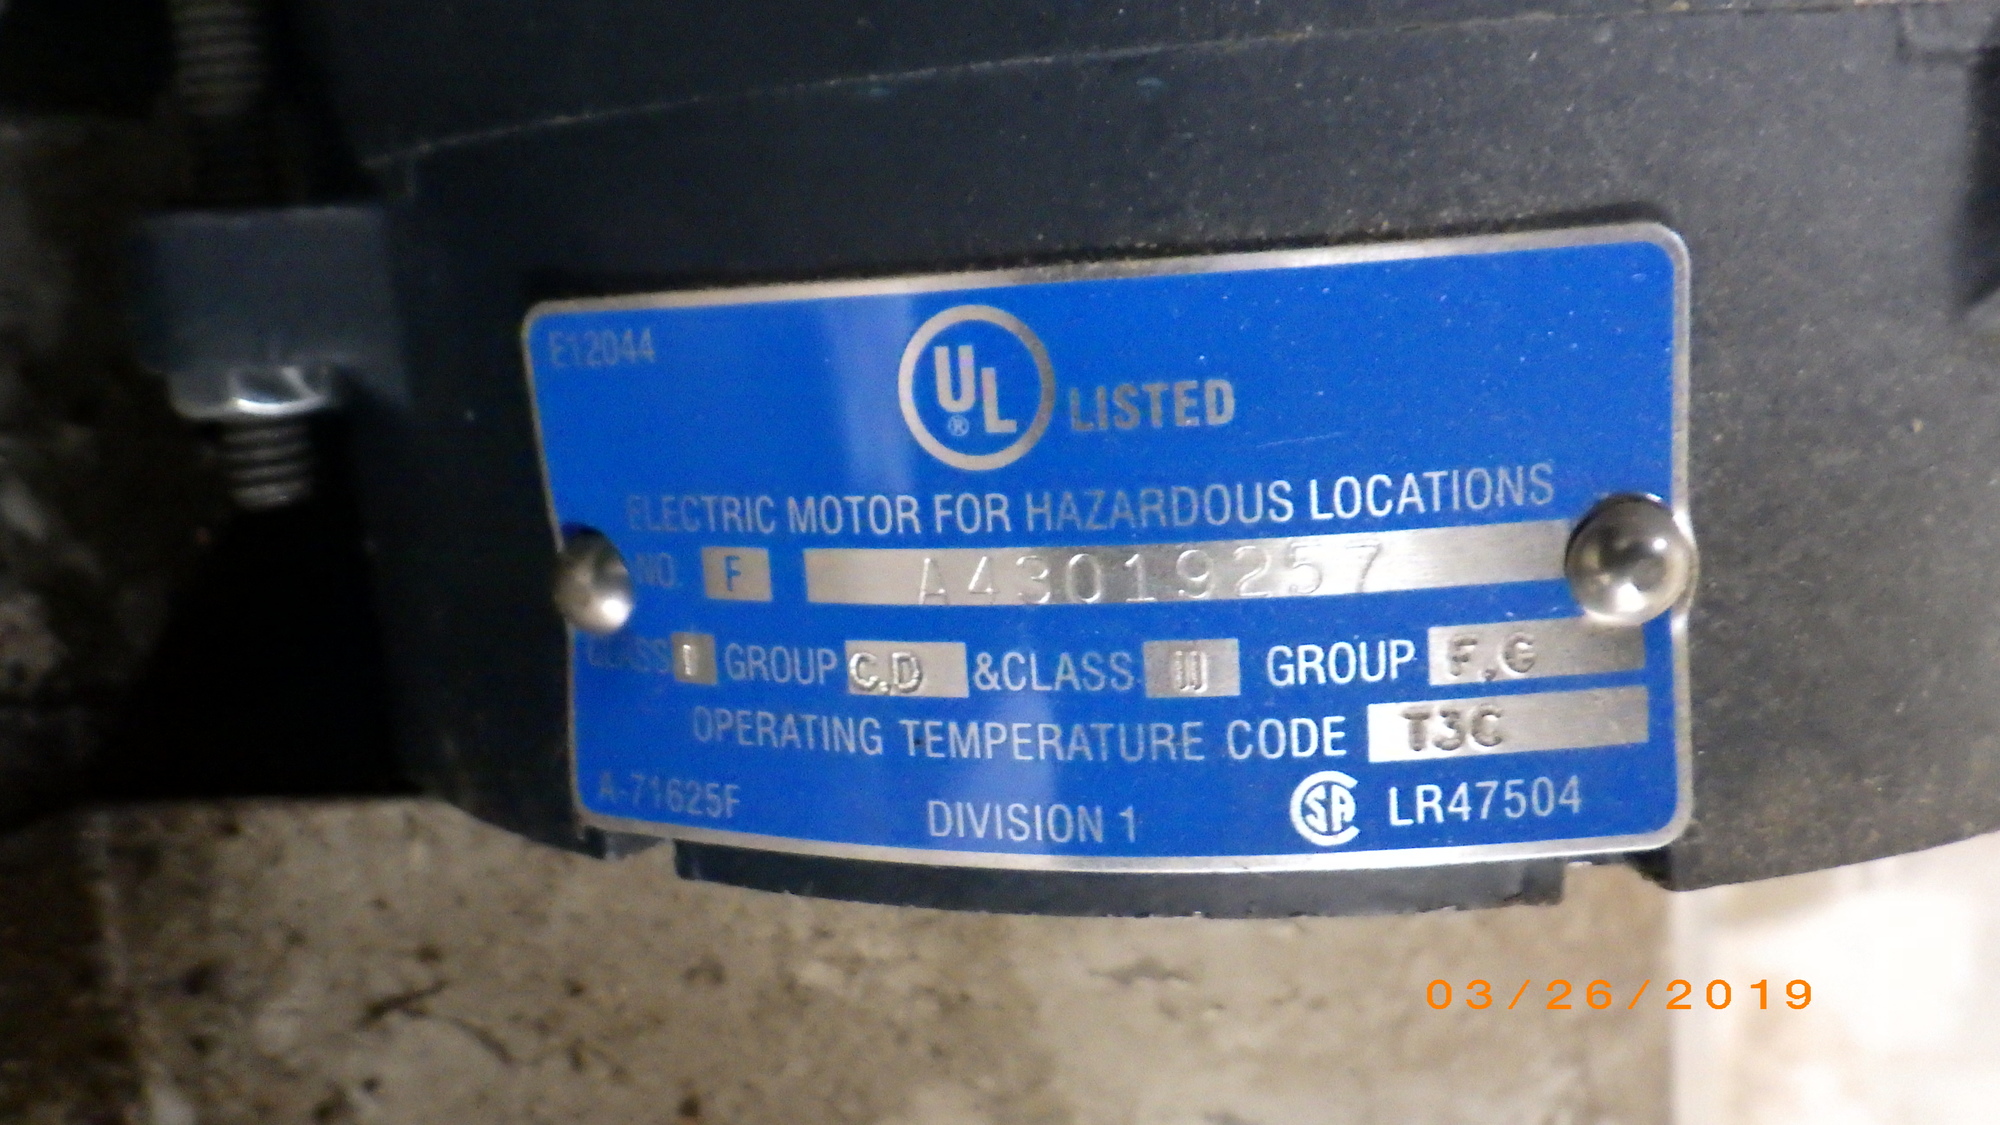 E12044
UL ® LISTED
ELECTRIC MOTOR FOR HAZARDOUS LOCATIONS
NO. F A43019257
CLASS I GROUP C,D &CLASS II GROUP F,G
OPERATING TEMPERATURE CODE T3C
A-71625F DIVISION 1 SA LR47504
03/26/2019